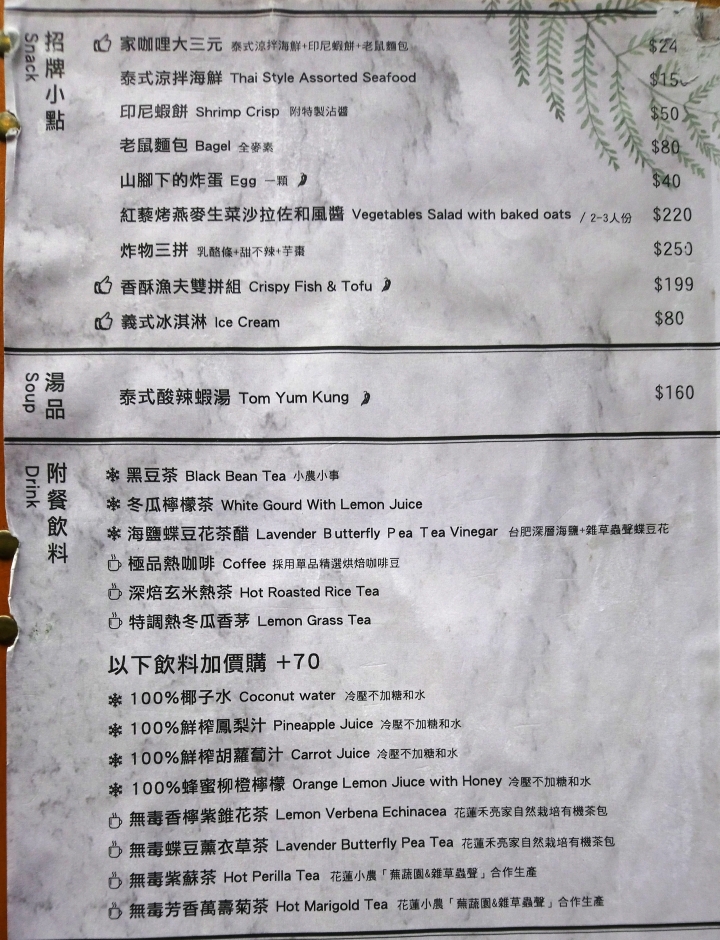 招牌小點
Snack
家咖哩大三元 泰式涼拌海鮮+印尼蝦餅+老鼠麵包 $24
泰式涼拌海鮮 Thai Style Assorted Seafood $15
印尼蝦餅 Shrimp Crisp 附特製沾醬 $50
老鼠麵包 Bagel 全麥素 $80
山腳下的炸蛋 Egg 一顆 $40
紅藜烤燕麥生菜沙拉佐和風醬 Vegetables Salad with baked oats / 2-3人份 $220
炸物三拼 乳酪條+甜不辣+芋棗 $250
香酥漁夫雙拼組 Crispy Fish & Tofu $199
義式冰淇淋 Ice Cream $80
湯品
Soup
泰式酸辣蝦湯 Tom Yum Kung $160
附餐飲料
Drink
黑豆茶 Black Bean Tea 小農小事
冬瓜檸檬茶 White Gourd With Lemon Juice
海鹽蝶豆花茶醋 Lavender Butterfly Pea Tea Vinegar 台肥深層海鹽+雜草蟲聲蝶豆花
極品熱咖啡 Coffee 採用單品精選烘焙咖啡豆
深焙玄米熱茶 Hot Roasted Rice Tea
特調熱冬瓜香茅 Lemon Grass Tea
以下飲料加價購 +70
100%椰子水 Coconut water 冷壓不加糖和水
100%鮮榨鳳梨汁 Pineapple Juice 冷壓不加糖和水
100%鮮榨胡蘿蔔汁 Carrot Juice 冷壓不加糖和水
100%蜂蜜柳橙檸檬 Orange Lemon Jiuce with Honey 冷壓不加糖和水
無毒香檸紫錐花茶 Lemon Verbena Echinacea 花蓮禾亮家自然栽培有機茶包
無毒蝶豆薰衣草茶 Lavender Butterfly Pea Tea 花蓮禾亮家自然栽培有機茶包
無毒紫蘇茶 Hot Perilla Tea 花蓮小農「蕪蔬園&雜草蟲聲」合作生產
無毒芳香萬壽菊茶 Hot Marigold Tea 花蓮小農「蕪蔬園&雜草蟲聲」合作生產